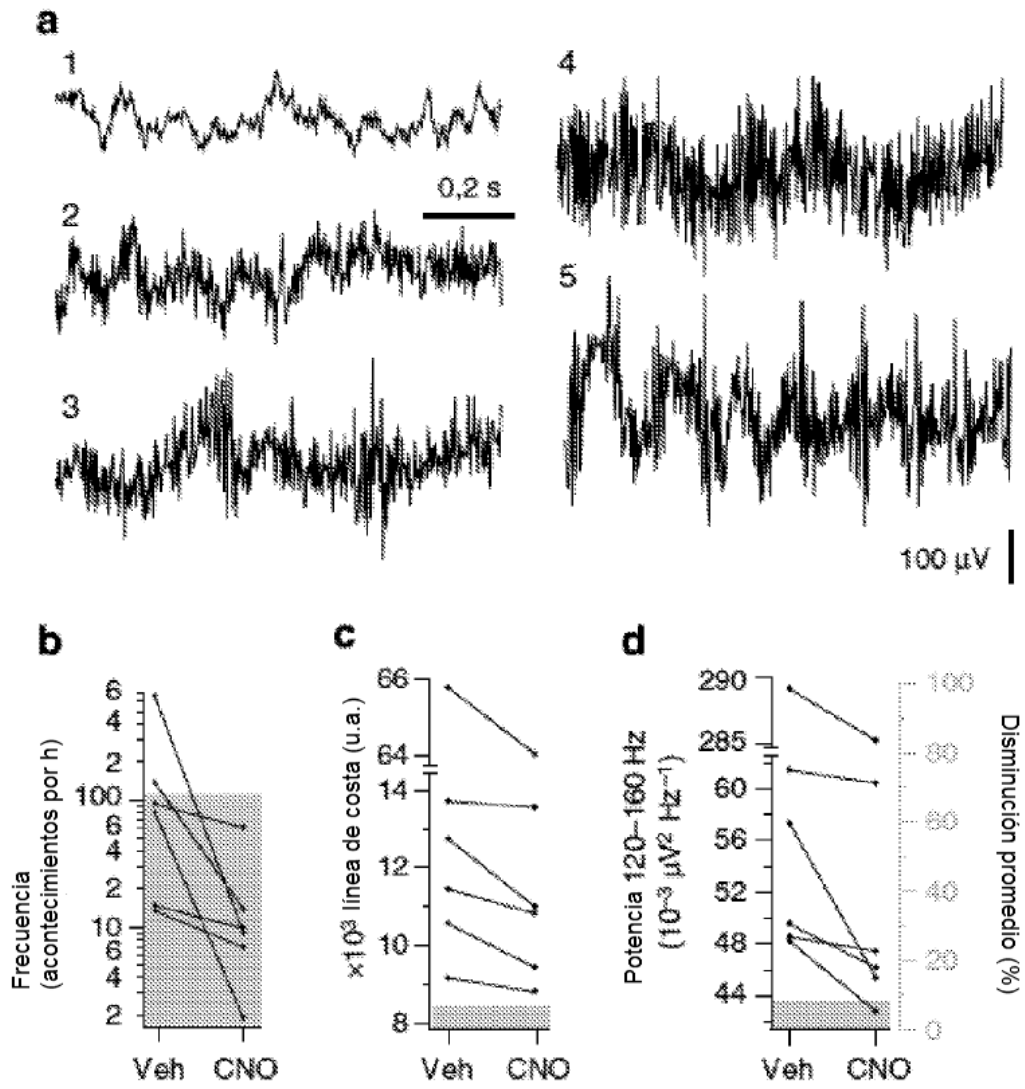 a
1
4
0,2 s
2
5
3
100 µV
b
c
d
Frecuencia
(acontecimientos por h)
6
4
2
100
6
4
2
10
6
4
2
Veh
CNO
×10³ línea de costa (u.a.)
66
64
14
12
10
8
Veh
CNO
Potencia 120–160 Hz
(10⁻³ µV² Hz⁻¹)
290
285
60
56
52
48
44
Veh
CNO
100
80
60
40
20
0
Disminución promedio (%)